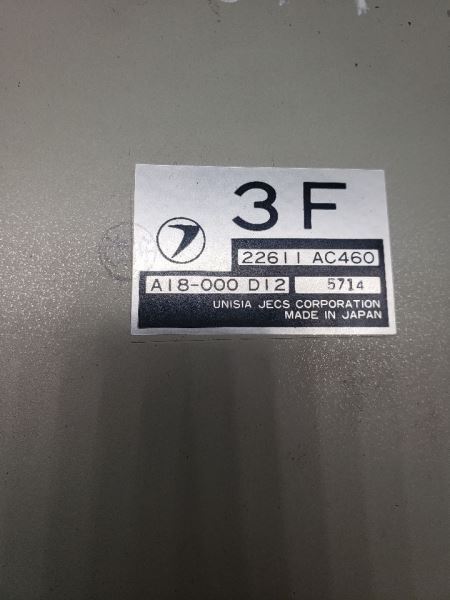 3F
22611 AC460
A18-000 D12 5714
UNISIA JECS CORPORATION
MADE IN JAPAN